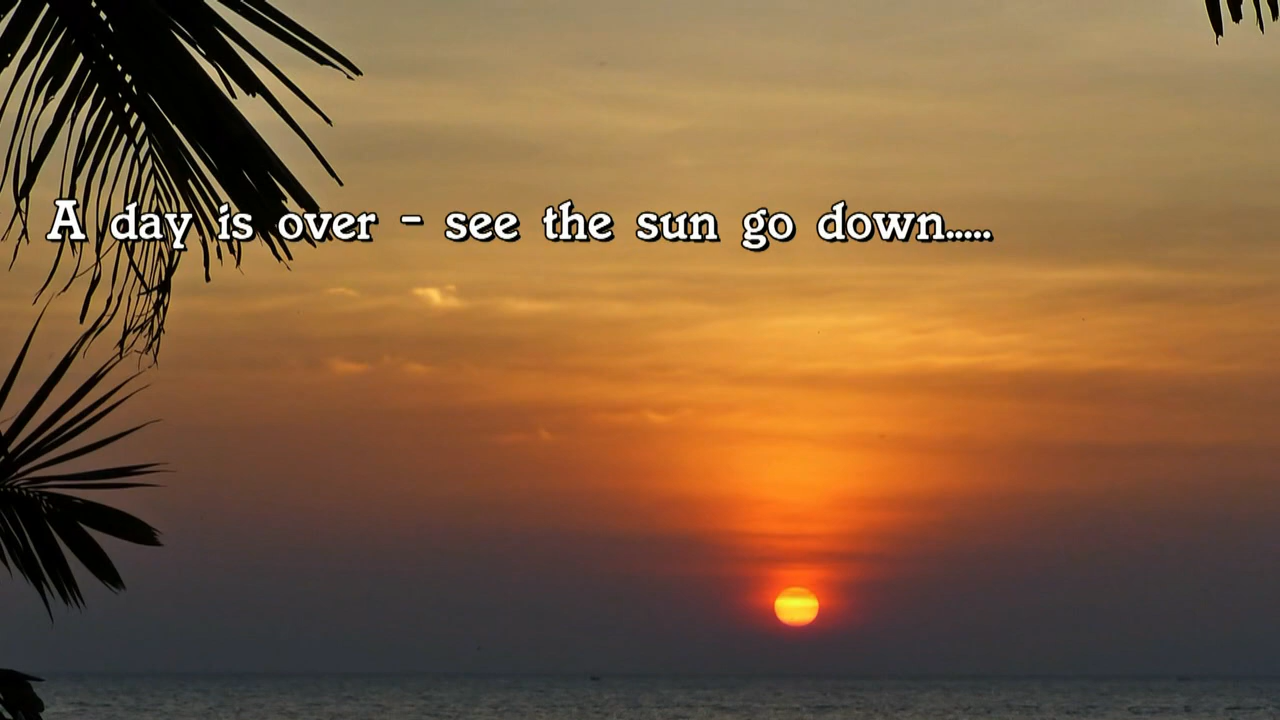 A day is over - see the sun go down.....